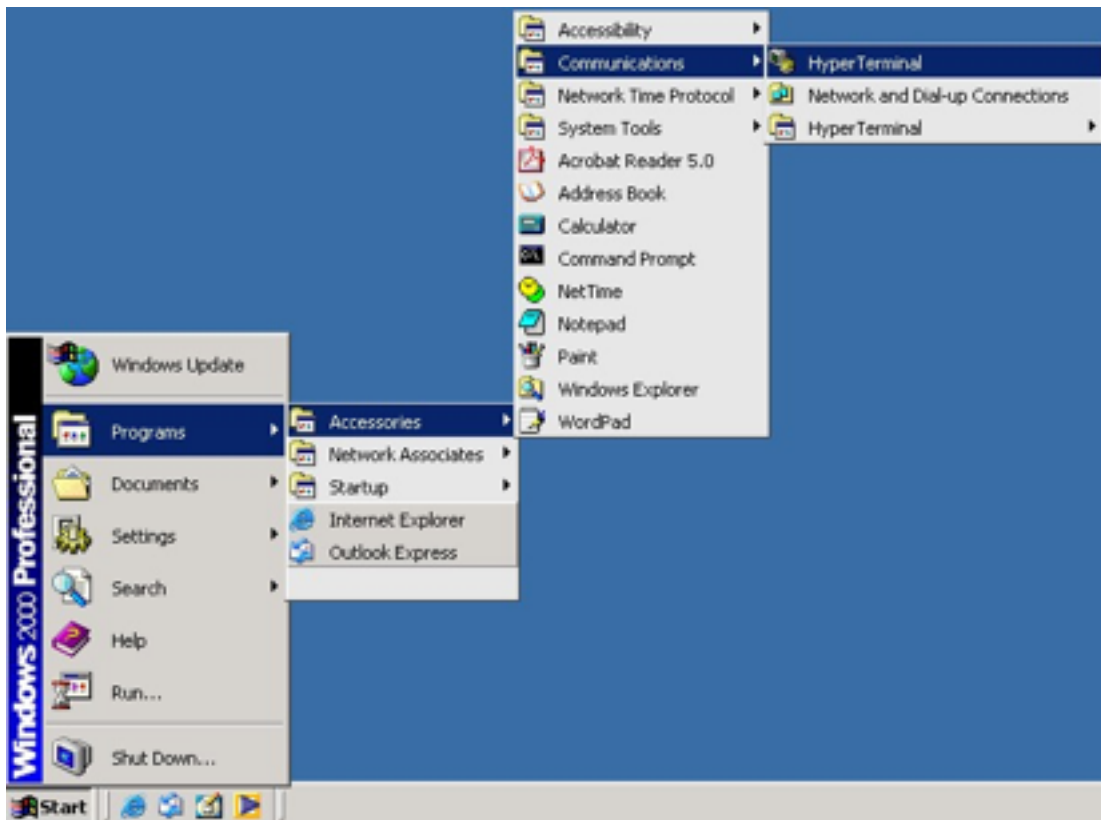 Accessibility
Communications
Network Time Protocol
System Tools
Acrobat Reader 5.0
Address Book
Calculator
Command Prompt
NetTime
Notepad
Paint
Windows Explorer
WordPad
HyperTerminal
Network and Dial-up Connections
HyperTerminal
Windows Update
Programs
Documents
Settings
Search
Help
Run...
Shut Down...
Accessories
Network Associates
Startup
Internet Explorer
Outlook Express
Windows 2000 Professional
Start